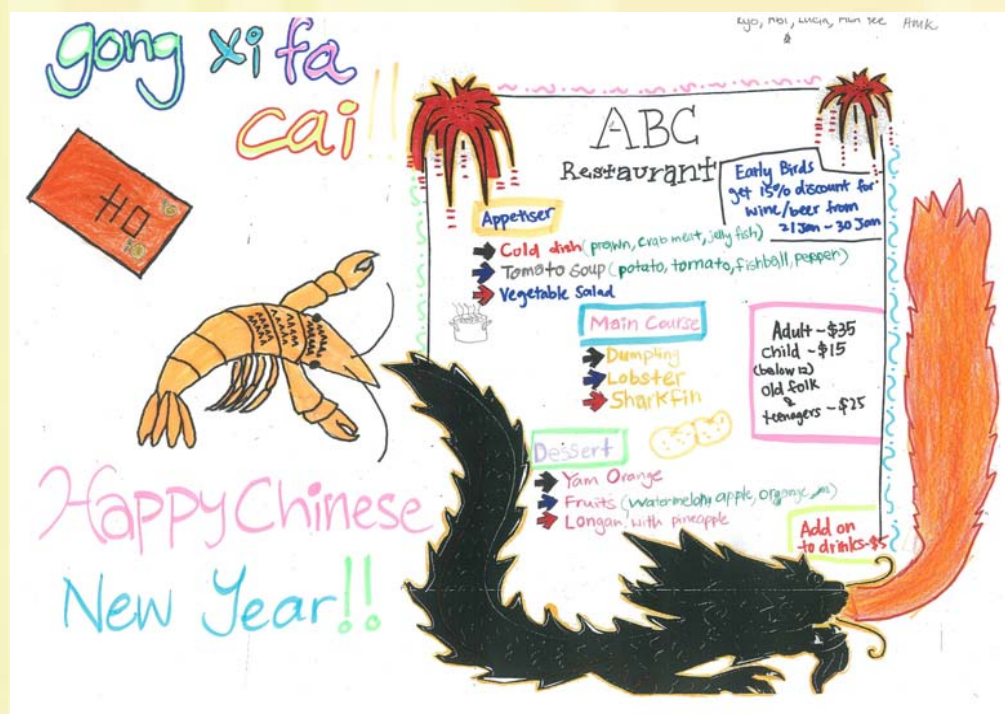 gong xi fa
cai!!
HO
ABC
Restaurant
Early Birds
get 15% discount for
wine/beer from
21 Jan - 30 Jan
Appetiser
Cold dish (prawn, Crab meat, jelly fish)
Tomato soup (potato, tomato, fishball, pepper)
Vegetable Salad
Main Course
Dumpling
Lobster
Sharkfin
Adult - $35
Child - $15
(below 12)
Old folk
&
teenagers - $25
Dessert
Yam Orange
Fruits (watermelon, apple, orange
Longan with pineapple
Add on
to drinks-$5
Happy Chinese
New Year!!